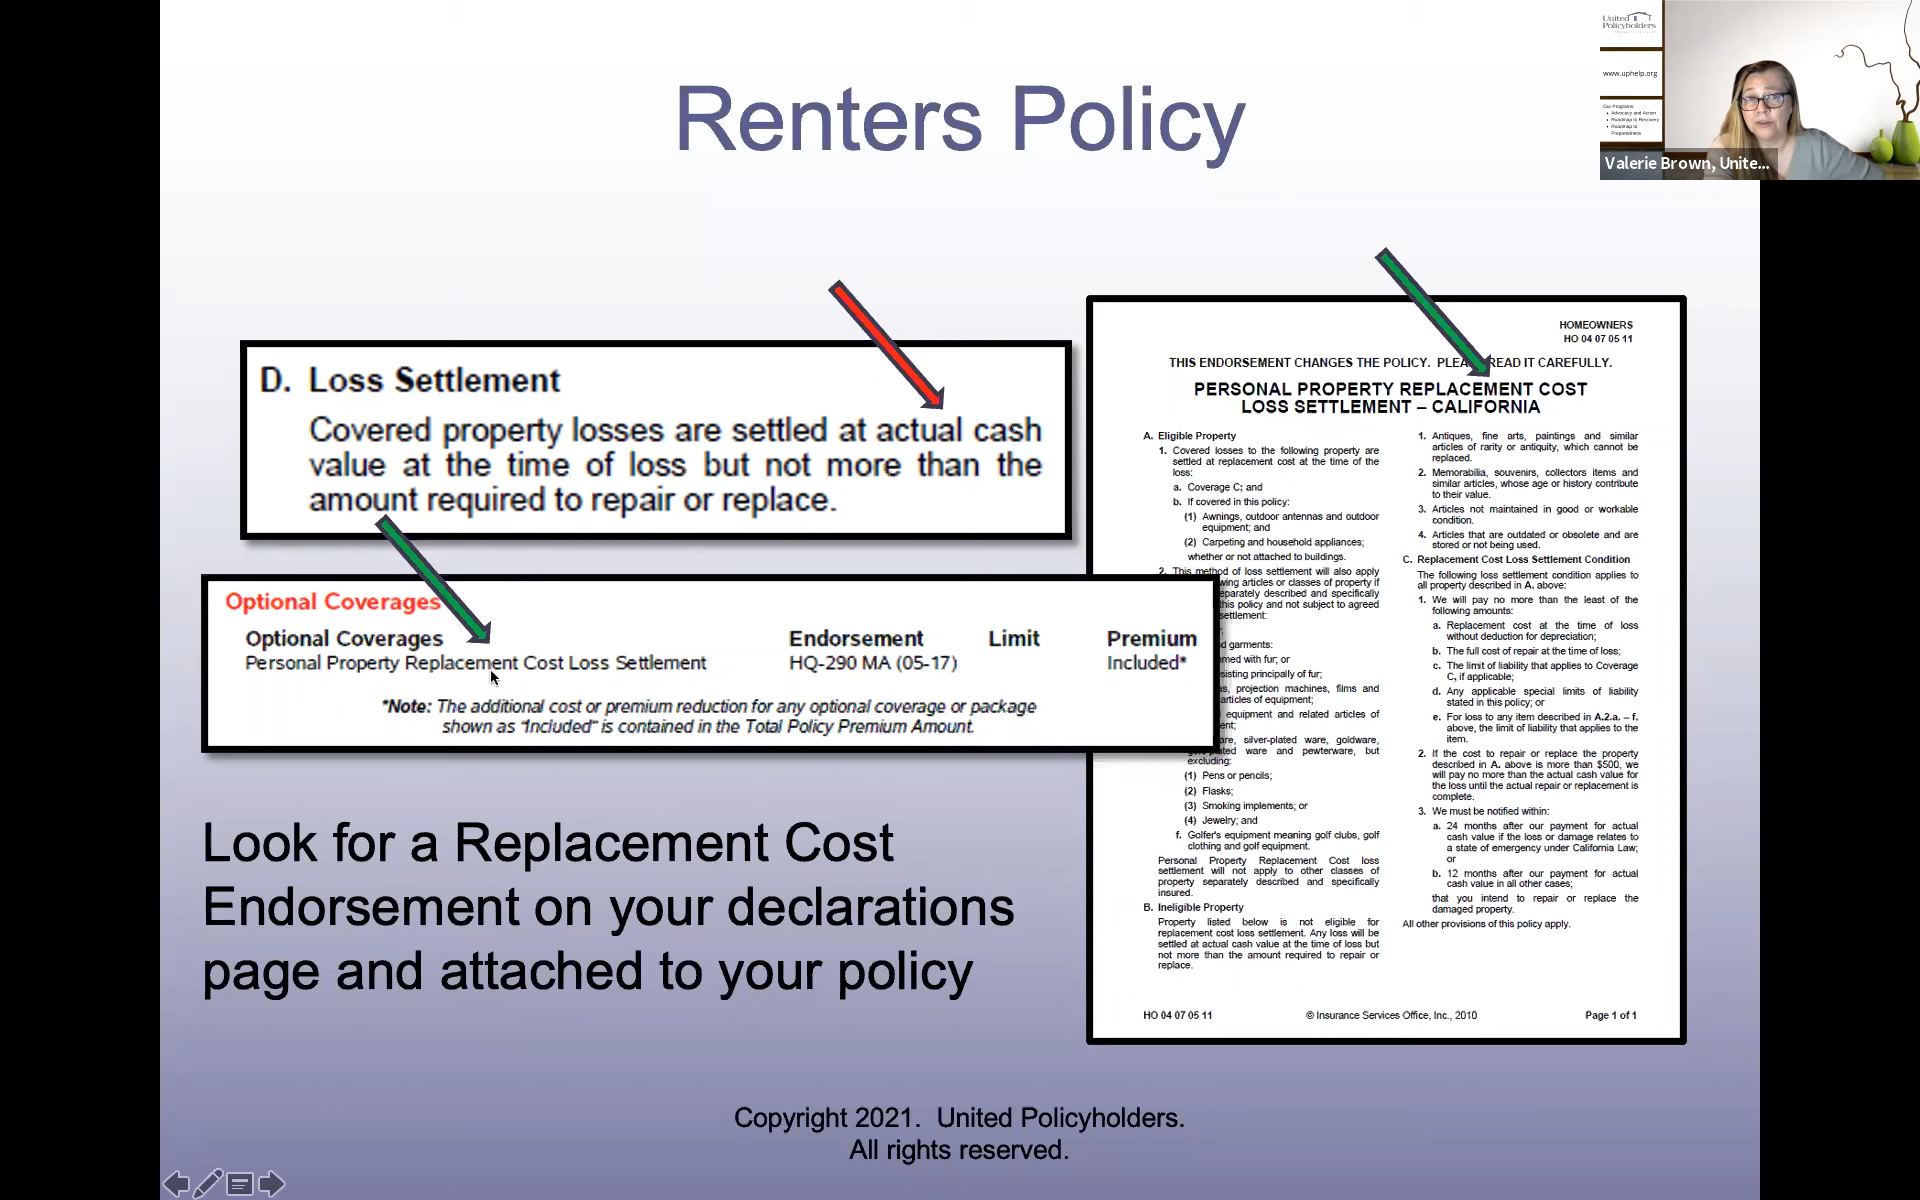 Renters Policy
United
Policyholders
www.uphelp.org
Our Programs:
• Advocacy and Action
• Roadmap to Recovery
• Roadmap to
Preparedness
Valerie Brown, Unite...
D. Loss Settlement
Covered property losses are settled at actual cash
value at the time of loss but not more than the
amount required to repair or replace.
Optional Coverages
Optional Coverages Endorsement Limit Premium
Personal Property Replacement Cost Loss Settlement HQ-290 MA (05-17) Included*
*Note: The additional cost or premium reduction for any optional coverage or package
shown as "Included" is contained in the Total Policy Premium Amount.
Look for a Replacement Cost
Endorsement on your declarations
page and attached to your policy
HOMEOWNERS
HO 04 07 05 11
THIS ENDORSEMENT CHANGES THE POLICY. READ IT CAREFULLY.
PERSONAL PROPERTY REPLACEMENT COST
LOSS SETTLEMENT – CALIFORNIA
A. Eligible Property
1. Covered losses to the following property are
settled at replacement cost at the time of the
loss:
a. Coverage C; and
b. If covered in this policy:
(1) Awnings, outdoor antennas and outdoor
equipment; and
(2) Carpeting and household appliances;
whether or not attached to buildings.
2. This method of loss settlement will also apply
articles or classes of property if
described and specifically
this policy and not subject to agreed
settlement:
garments:
with fur; or
principally of fur;
projection machines, films and
articles of equipment;
equipment and related articles of
silver-plated ware, goldware,
ware and pewterware, but
excluding:
(1) Pens or pencils;
(2) Flasks;
(3) Smoking implements; or
(4) Jewelry; and
f. Golfer's equipment meaning golf clubs, golf
clothing and golf equipment.
Personal Property Replacement Cost loss
settlement will not apply to other classes of
property separately described and specifically
insured.
B. Ineligible Property
Property listed below is not eligible for
replacement cost loss settlement. Any loss will be
settled at actual cash value at the time of loss but
not more than the amount required to repair or
replace.
1. Antiques, fine arts, paintings and similar
articles of rarity or antiquity, which cannot be
replaced.
2. Memorabilia, souvenirs, collectors items and
similar articles, whose age or history contribute
to their value.
3. Articles not maintained in good or workable
condition.
4. Articles that are outdated or obsolete and are
stored or not being used.
C. Replacement Cost Loss Settlement Condition
The following loss settlement condition applies to
all property described in A. above:
1. We will pay no more than the least of the
following amounts:
a. Replacement cost at the time of loss
without deduction for depreciation;
b. The full cost of repair at the time of loss;
c. The limit of liability that applies to Coverage
C, if applicable;
d. Any applicable special limits of liability
stated in this policy; or
e. For loss to any item described in A.2.a. – f.
above, the limit of liability that applies to the
item.
2. If the cost to repair or replace the property
described in A. above is more than $500, we
will pay no more than the actual cash value for
the loss until the actual repair or replacement is
complete.
3. We must be notified within:
a. 24 months after our payment for actual
cash value if the loss or damage relates to
a state of emergency under California Law;
or
b. 12 months after our payment for actual
cash value in all other cases;
that you intend to repair or replace the
damaged property.
All other provisions of this policy apply.
HO 04 07 05 11 © Insurance Services Office, Inc., 2010 Page 1 of 1
Copyright 2021. United Policyholders.
All rights reserved.